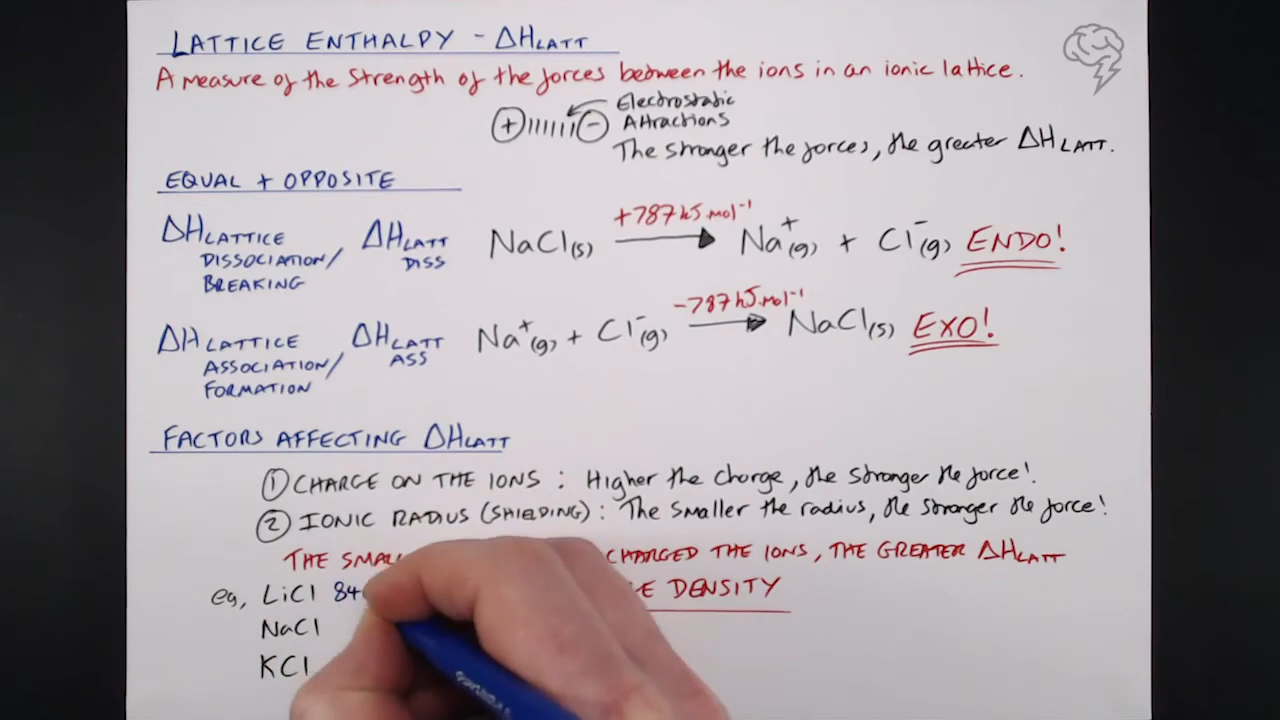 LATTICE ENTHALPY - ΔHLATT
A measure of the strength of the forces between the ions in an ionic lattice.
+ - Electrostatic
Attractions
The stronger the forces, the greater ΔHLATT.
EQUAL + OPPOSITE
ΔHLATTICE DISSOCIATION/BREAKING ΔHLATT DISS NaCl(s) +787 kJ mol⁻¹ Na⁺(g) + Cl⁻(g) ENDO!
ΔHLATTICE ASSOCIATION/FORMATION ΔHLATT ASS Na⁺(g) + Cl⁻(g) -787 kJ mol⁻¹ NaCl(s) EXO!
FACTORS AFFECTING ΔHLATT
① CHARGE ON THE IONS : Higher the charge, the stronger the force!
② IONIC RADIUS (SHIELDING) : The smaller the radius, the stronger the force!
THE CHARGED THE IONS, THE GREATER ΔHLATT
eg, LiCl DENSITY
NaCl
KCl